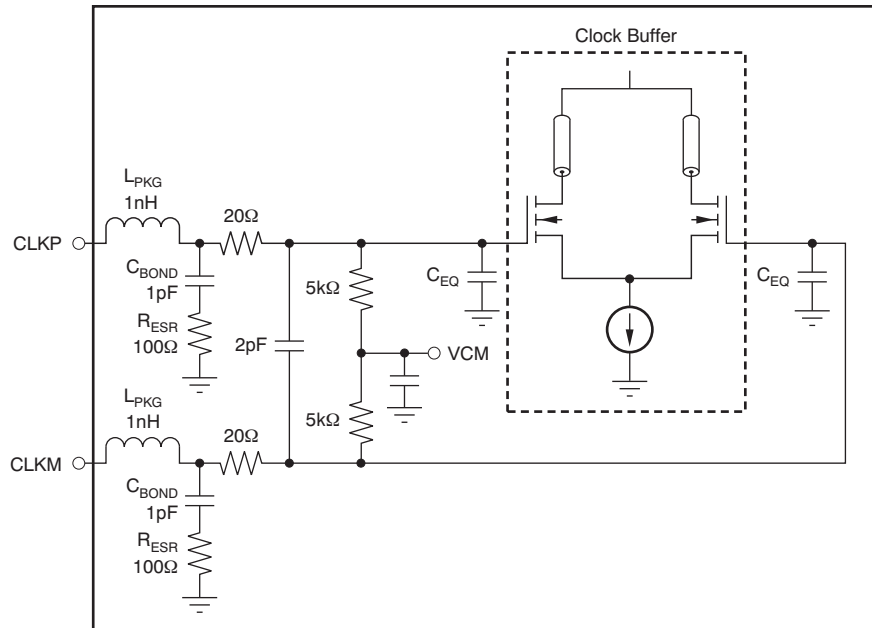 Clock Buffer
L_PKG
1nH
20Ω
CLKP
C_BOND
1pF
R_ESR
100Ω
5kΩ
C_EQ
C_EQ
2pF
VCM
L_PKG
1nH
5kΩ
20Ω
CLKM
C_BOND
1pF
R_ESR
100Ω